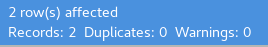 2 row(s) affected
Records: 2  Duplicates: 0  Warnings: 0